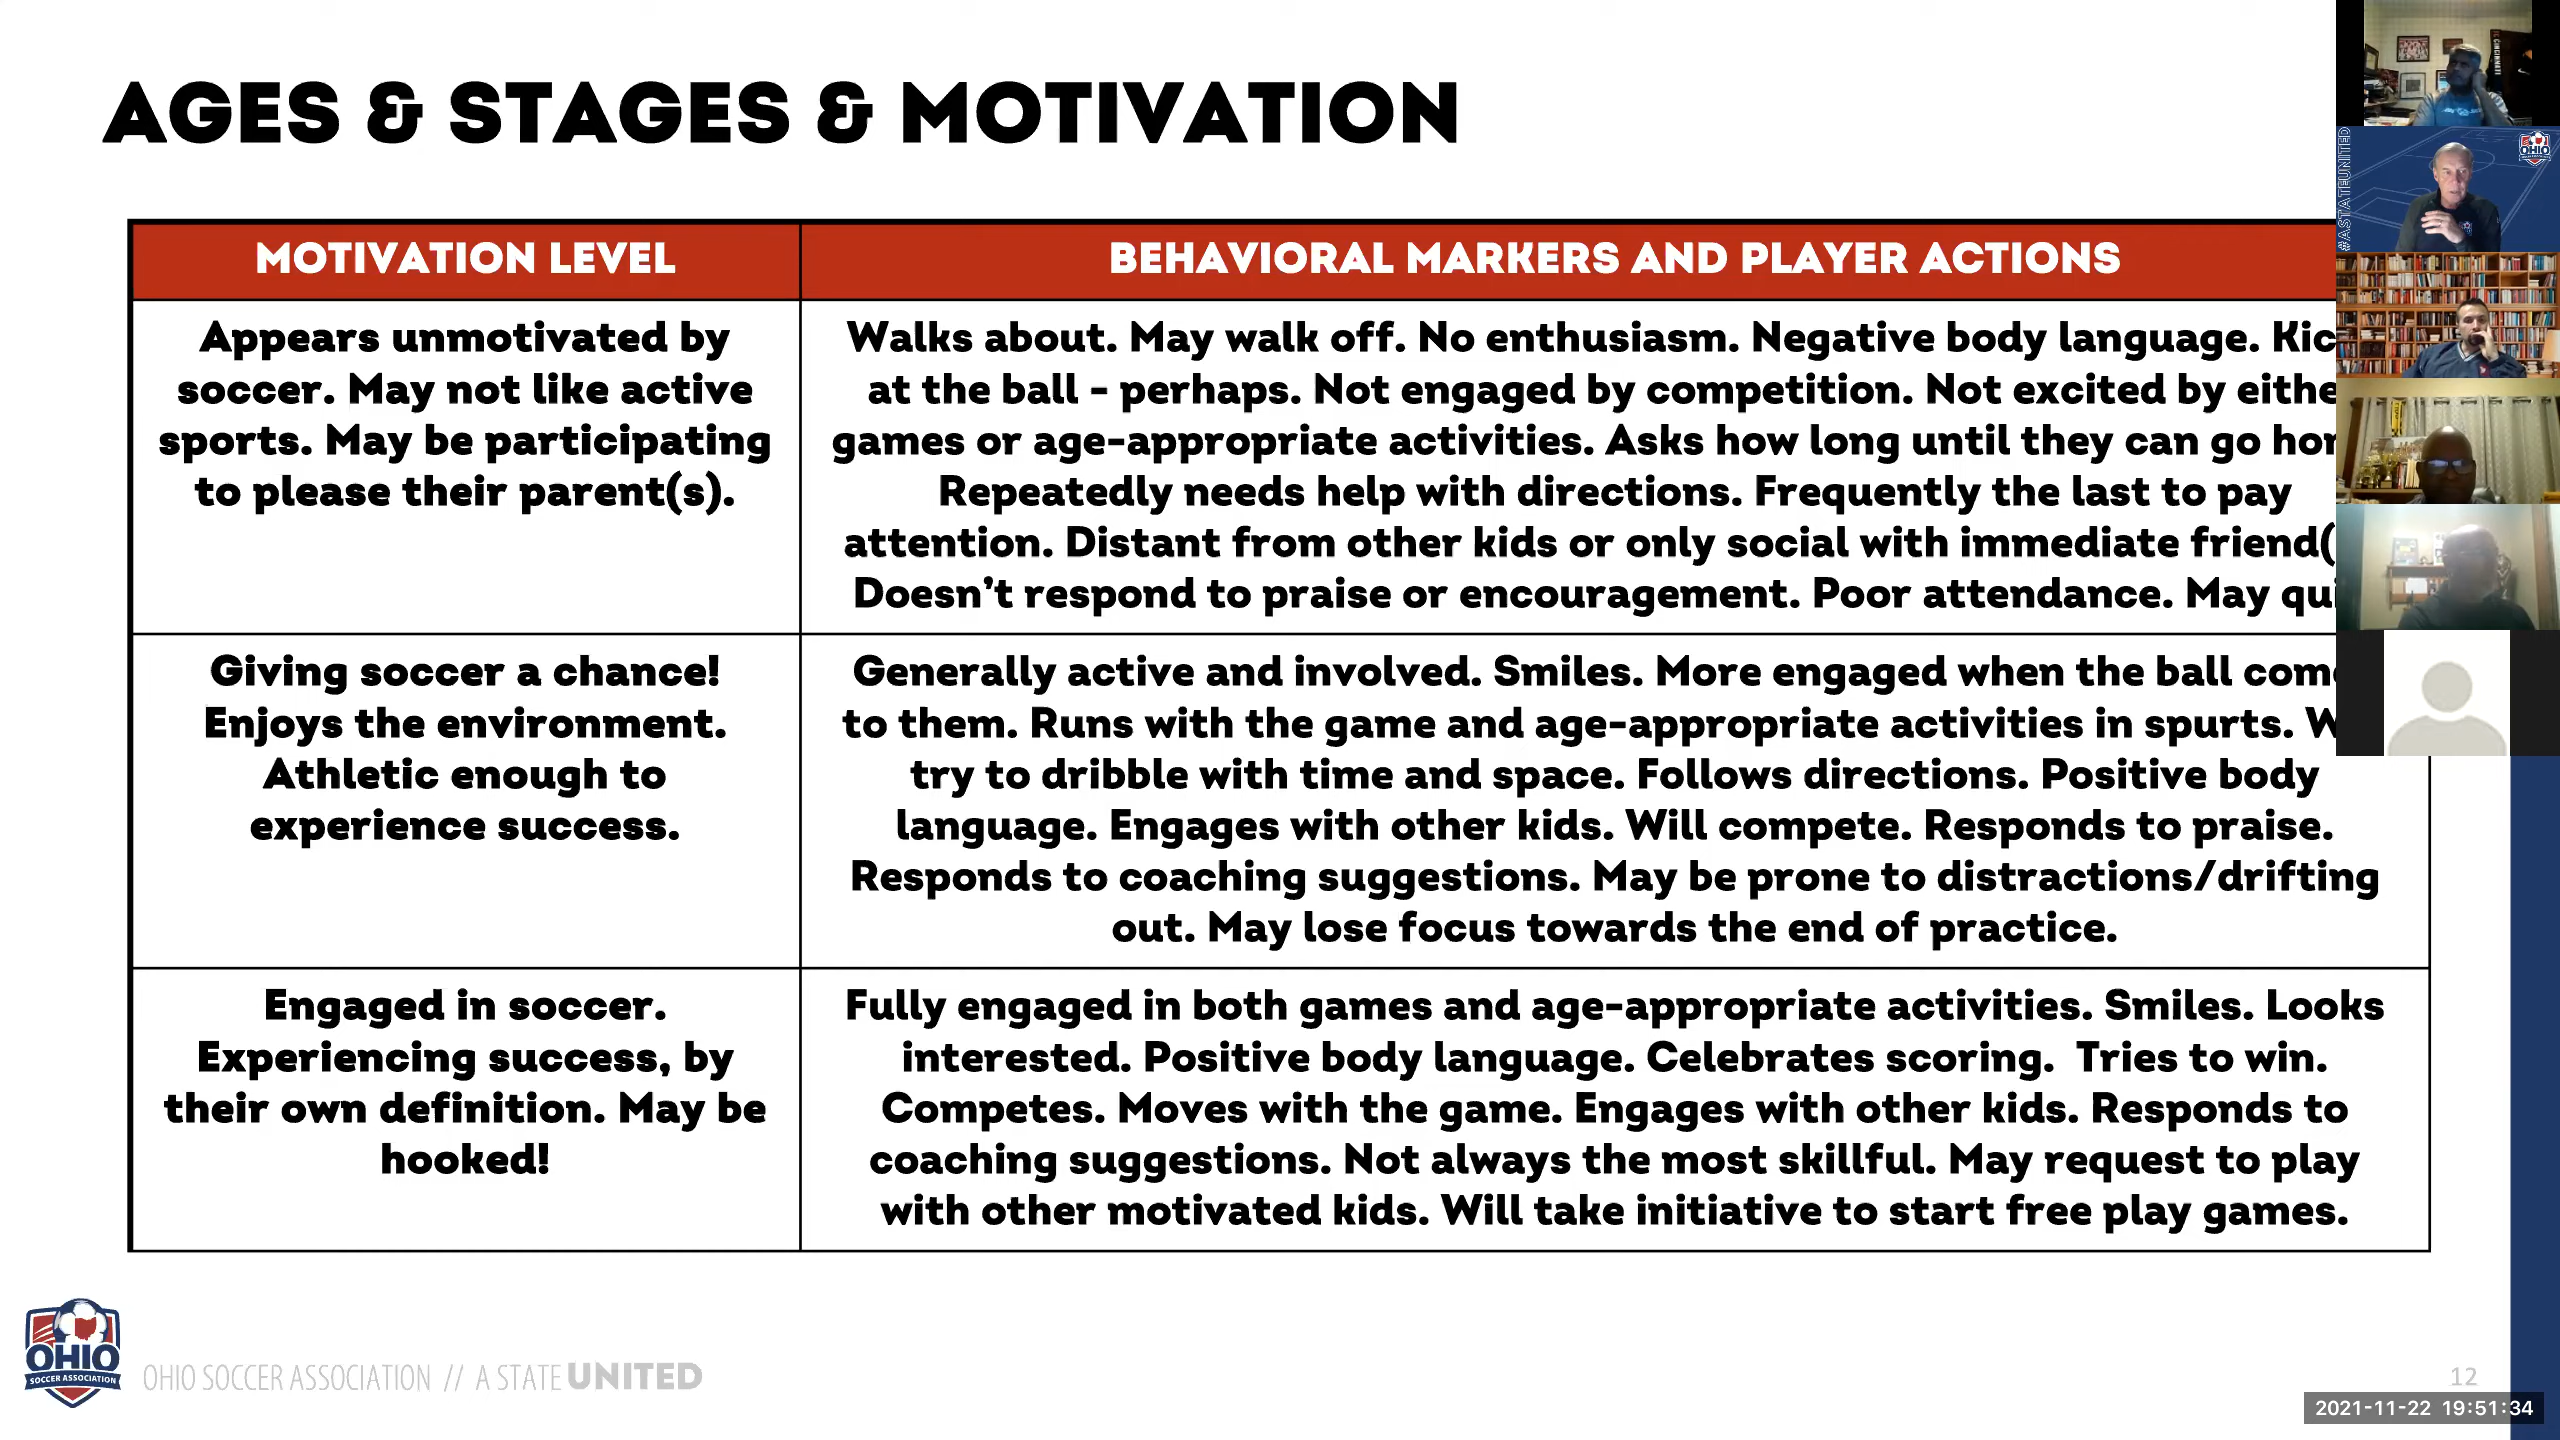 AGES & STAGES & MOTIVATION
MOTIVATION LEVEL
BEHAVIORAL MARKERS AND PLAYER ACTIONS
Appears unmotivated by
soccer. May not like active
sports. May be participating
to please their parent(s).
Walks about. May walk off. No enthusiasm. Negative body language.
at the ball - perhaps. Not engaged by competition. Not excited by
games or age-appropriate activities. Asks how long until they can go
Repeatedly needs help with directions. Frequently the last to pay
attention. Distant from other kids or only social with immediate friend(
Doesn't respond to praise or encouragement. Poor attendance. May
Giving soccer a chance!
Enjoys the environment.
Athletic enough to
experience success.
Generally active and involved. Smiles. More engaged when the ball
to them. Runs with the game and age-appropriate activities in spurts.
try to dribble with time and space. Follows directions. Positive body
language. Engages with other kids. Will compete. Responds to praise.
Responds to coaching suggestions. May be prone to distractions/drifting
out. May lose focus towards the end of practice.
Engaged in soccer.
Experiencing success, by
their own definition. May be
hooked!
Fully engaged in both games and age-appropriate activities. Smiles. Looks
interested. Positive body language. Celebrates scoring. Tries to win.
Competes. Moves with the game. Engages with other kids. Responds to
coaching suggestions. Not always the most skillful. May request to play
with other motivated kids. Will take initiative to start free play games.
OHIO
SOCCER ASSOCIATION
OHIO SOCCER ASSOCIATION // A STATE UNITED
12
2021-11-22 19:51:34
#ASTATEUNITED
OHIO